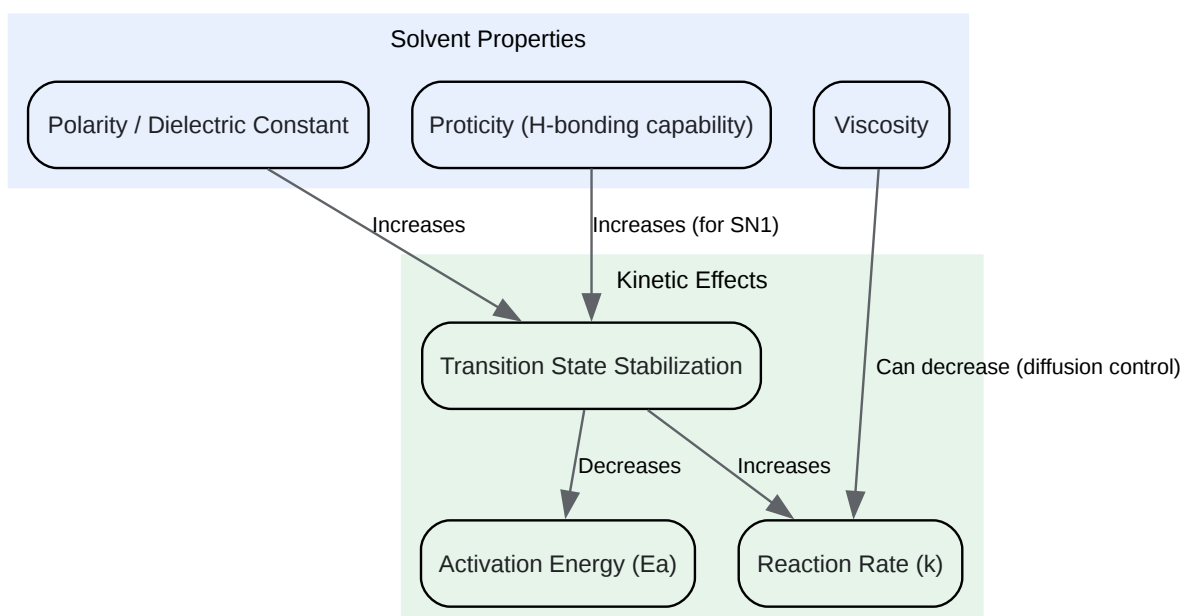 Solvent Properties
Polarity / Dielectric Constant
Proticity (H-bonding capability)
Viscosity
Increases
Increases (for SN1)
Kinetic Effects
Transition State Stabilization
Can decrease (diffusion control)
Decreases
Increases
Activation Energy (Ea)
Reaction Rate (k)